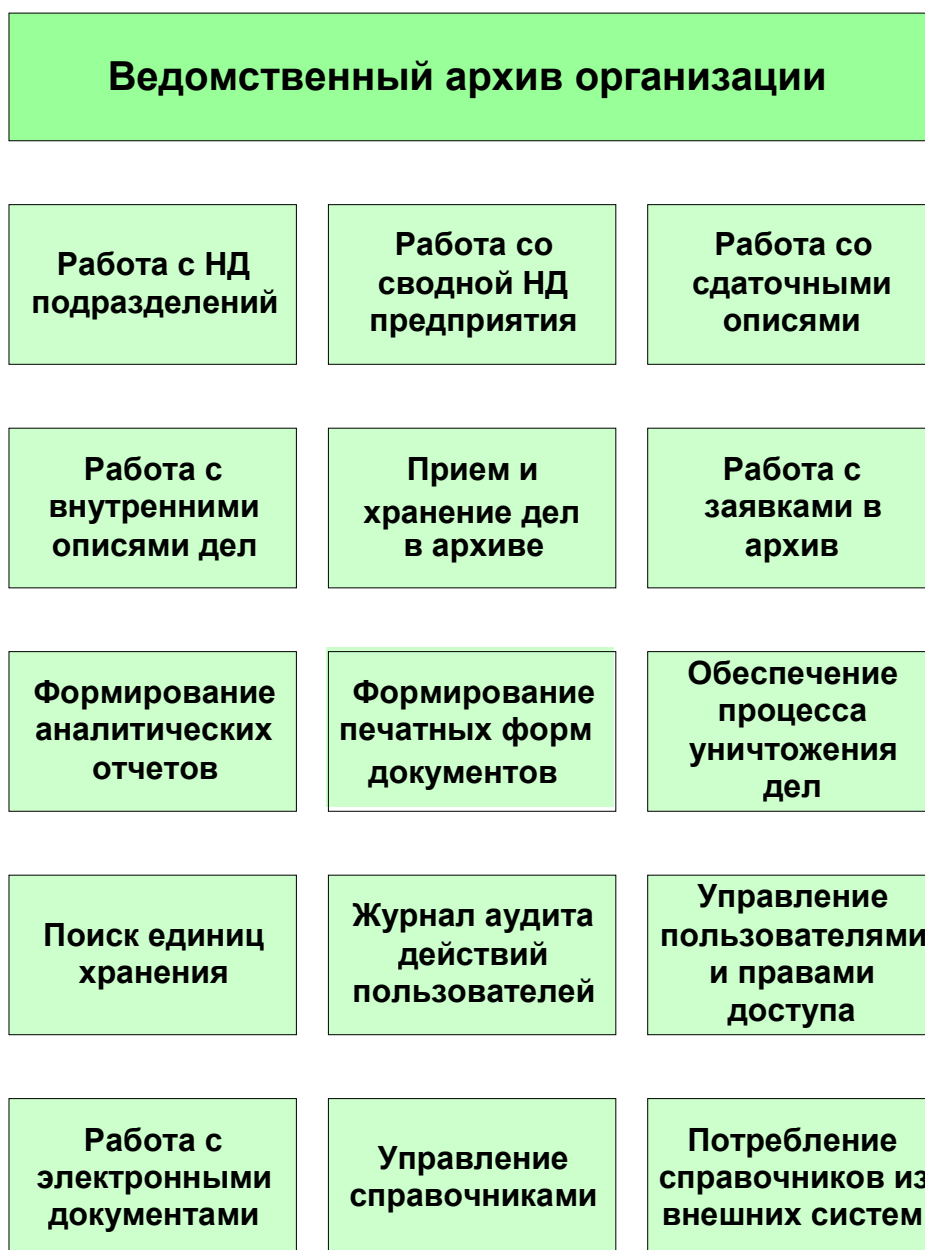 Ведомственный архив организации
Работа с НД
подразделений
Работа со
сводной НД
предприятия
Работа со
сдаточными
описями
Работа с
внутренними
описями дел
Прием и
хранение дел
в архиве
Работа с
заявками в
архив
Формирование
аналитических
отчетов
Формирование
печатных форм
документов
Обеспечение
процесса
уничтожения
дел
Поиск единиц
хранения
Журнал аудита
действий
пользователей
Управление
пользователями
и правами
доступа
Работа с
электронными
документами
Управление
справочниками
Потребление
справочников из
внешних систем